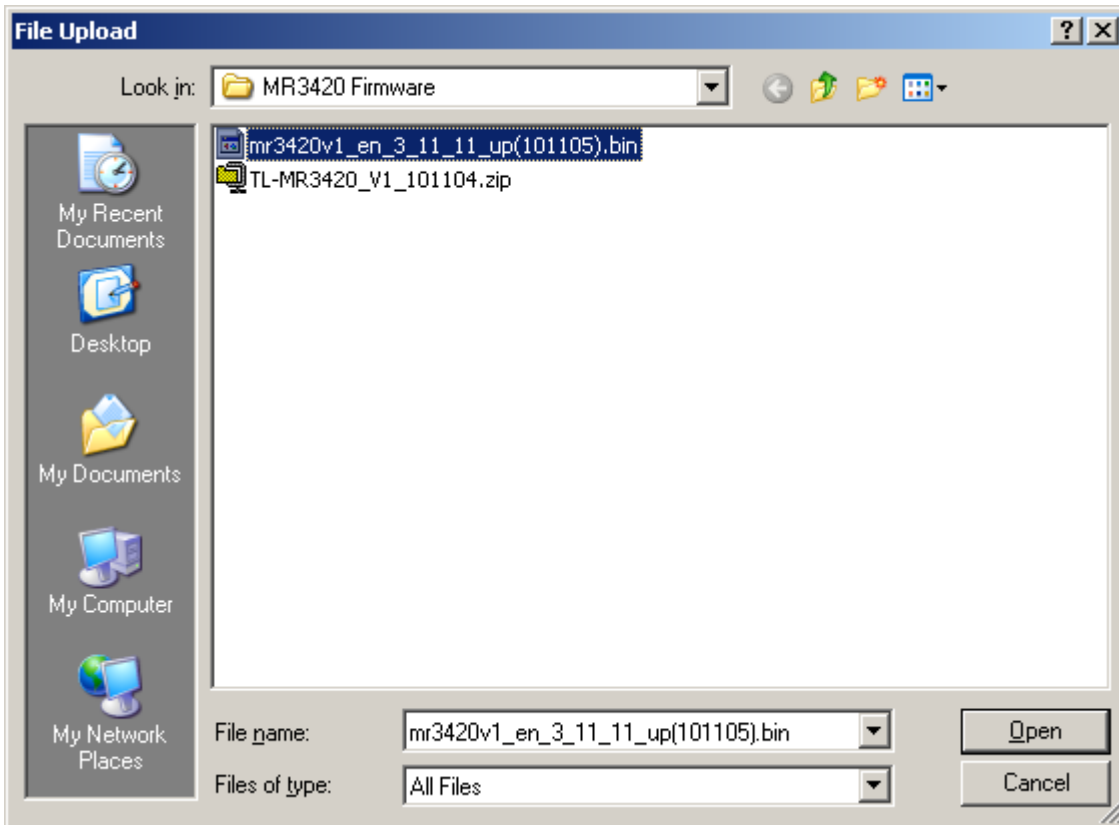 File Upload
Look in:
MR3420 Firmware
mr3420v1_en_3_11_11_up(101105).bin
TL-MR3420_V1_101104.zip
My Recent
Documents
Desktop
My Documents
My Computer
My Network
Places
File name:
mr3420v1_en_3_11_11_up(101105).bin
Open
Files of type:
All Files
Cancel